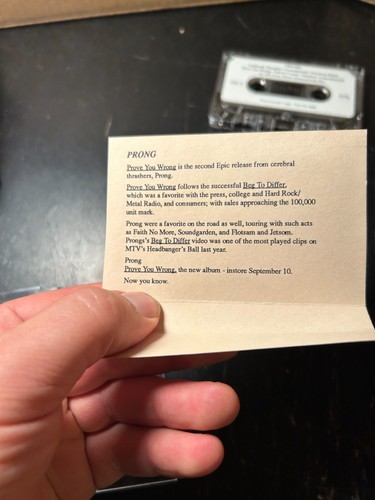 PRONG
Prove You Wrong is the second Epic release from cerebral
thrashers, Prong.
Prove You Wrong follows the successful Beg To Differ,
which was a favorite with the press, college and Hard Rock/
Metal Radio, and consumers; with sales approaching the 100,000
unit mark.
Prong were a favorite on the road as well, touring with such acts
as Faith No More, Soundgarden, and Flotsam and Jetsom.
Prongs's Beg To Differ video was one of the most played clips on
MTV's Headbanger's Ball last year.
Prong
Prove You Wrong, the new album - instore September 10.
Now you know.